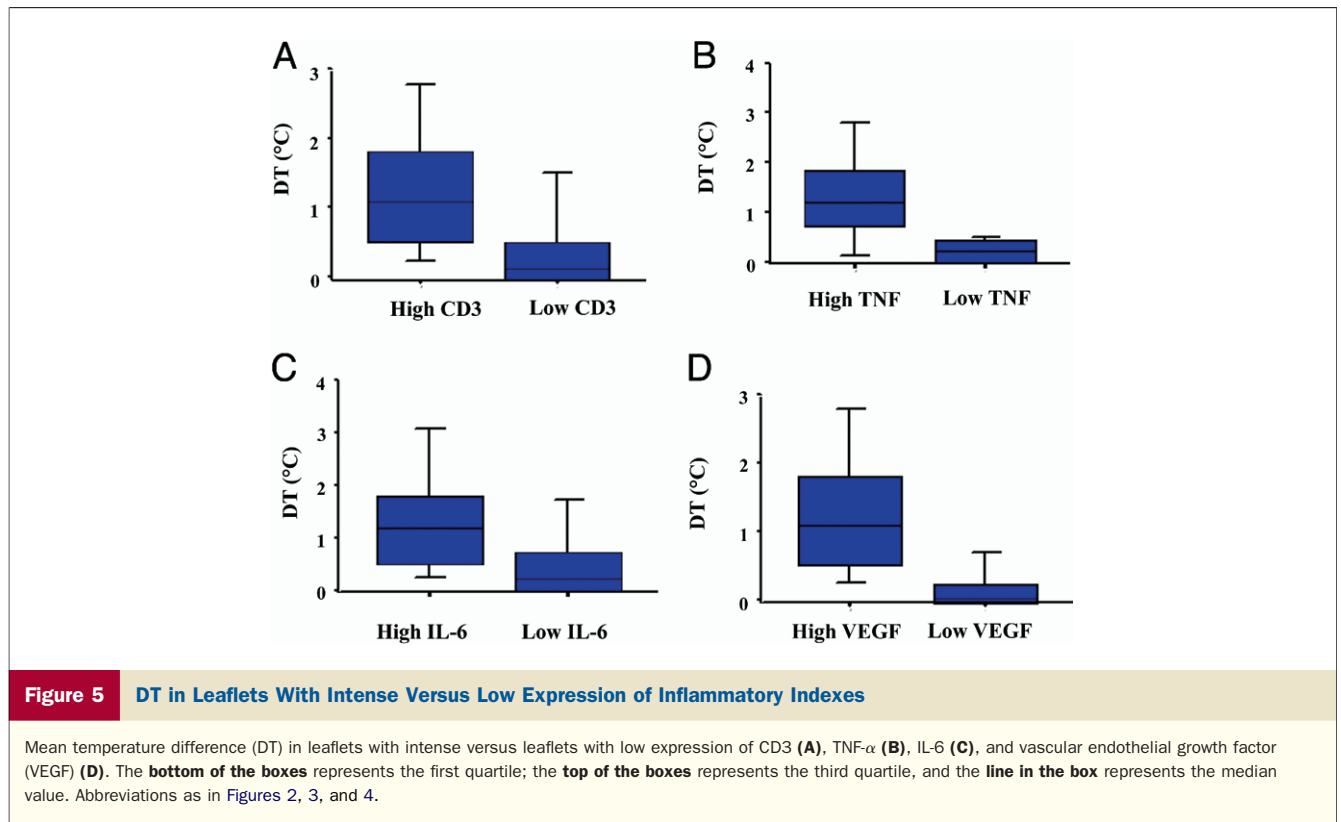 A
3
2
1
0
DT (°C)
High CD3 Low CD3
B
4
3
2
1
0
DT (°C)
High TNF Low TNF
C
4
3
2
1
0
DT (°C)
High IL-6 Low IL-6
D
3
2
1
0
DT (°C)
High VEGF Low VEGF
Figure 5 DT in Leaflets With Intense Versus Low Expression of Inflammatory Indexes
Mean temperature difference (DT) in leaflets with intense versus leaflets with low expression of CD3 (A), TNF-α (B), IL-6 (C), and vascular endothelial growth factor
(VEGF) (D). The bottom of the boxes represents the first quartile; the top of the boxes represents the third quartile, and the line in the box represents the median
value. Abbreviations as in Figures 2, 3, and 4.